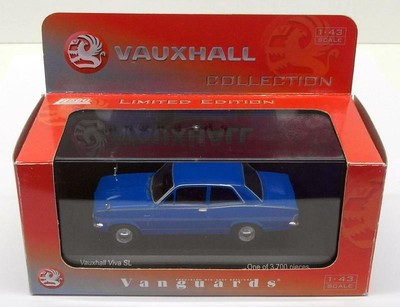 VAUXHALL
1:43
SCALE
COLLECTION
LIMITED EDITION
Vauxhall Viva SL
One of 3,700 pieces
Vanguards
1:43
SCALE